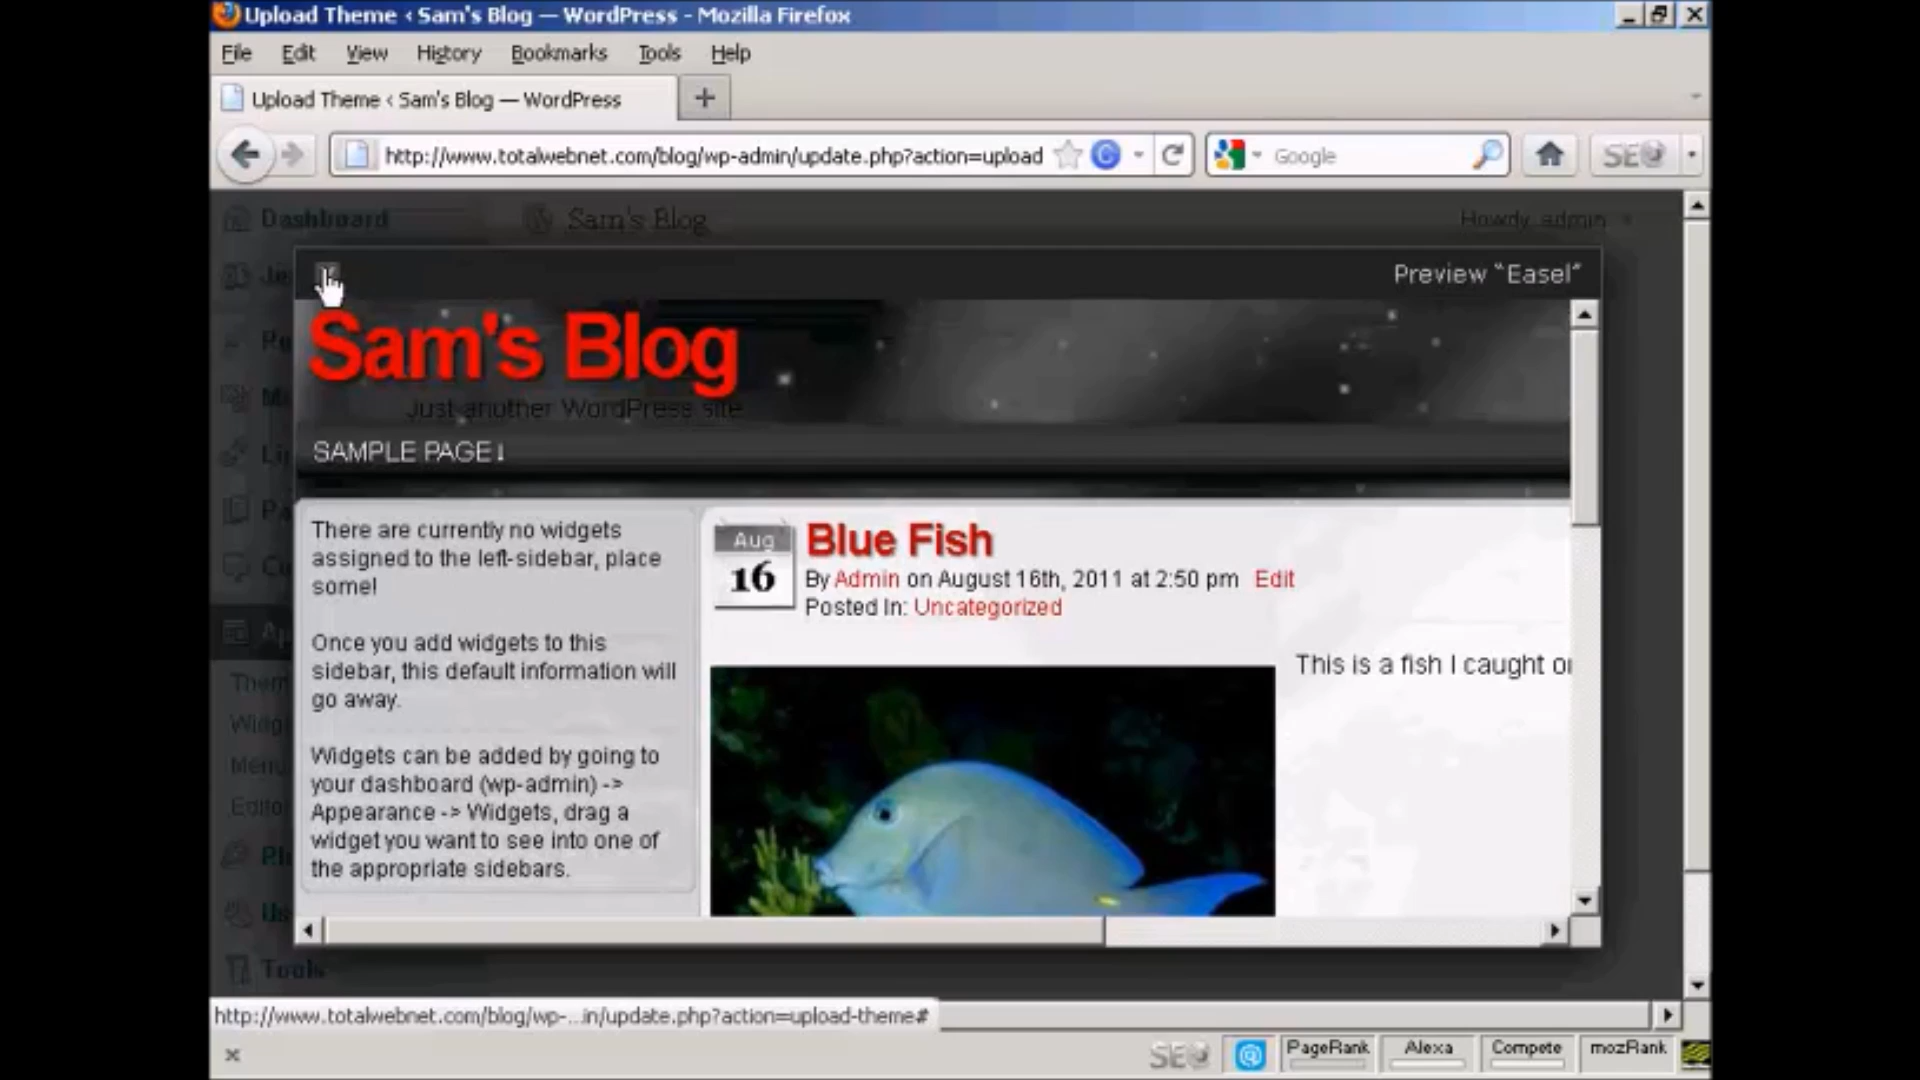 Upload Theme ‹ Sam's Blog — WordPress - Mozilla Firefox
File Edit View History Bookmarks Tools Help
Upload Theme ‹ Sam's Blog — WordPress
http://www.totalwebnet.com/blog/wp-admin/update.php?action=upload
Google
SEO
Dashboard
Sam's Blog
Howdy, admin
Preview “Easel”
Sam's Blog
Just another WordPress site
SAMPLE PAGE↓
There are currently no widgets
assigned to the left-sidebar, place
some!
Once you add widgets to this
sidebar, this default information will
go away.
Widgets can be added by going to
your dashboard (wp-admin) ->
Appearance -> Widgets, drag a
widget you want to see into one of
the appropriate sidebars.
Aug
16
Blue Fish
By Admin on August 16th, 2011 at 2:50 pm Edit
Posted In: Uncategorized
This is a fish I caught
Tools
http://www.totalwebnet.com/blog/wp-...in/update.php?action=upload-theme#
SEO
PageRank
Alexa
Compete
mozRank